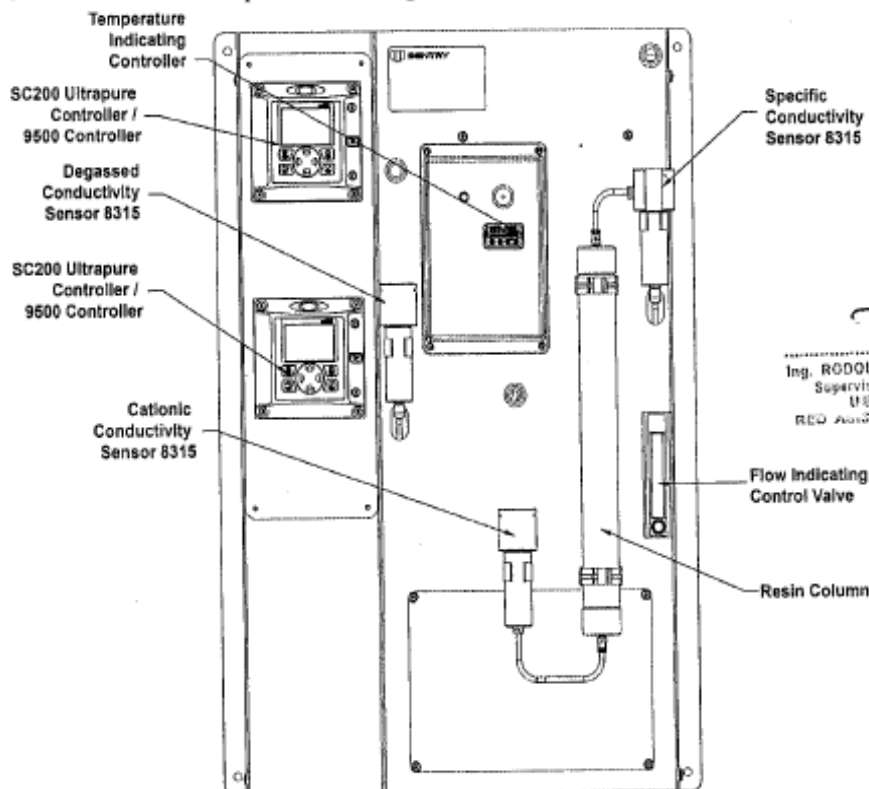 Temperature
Indicating
Controller
SENTRY
SC200 Ultrapure
Controller /
9500 Controller
Specific
Conductivity
Sensor 8315
Degassed
Conductivity
Sensor 8315
SC200 Ultrapure
Controller /
9500 Controller
Ing.
Cationic
Conductivity
Sensor 8315
Flow Indicating
Control Valve
Resin Column